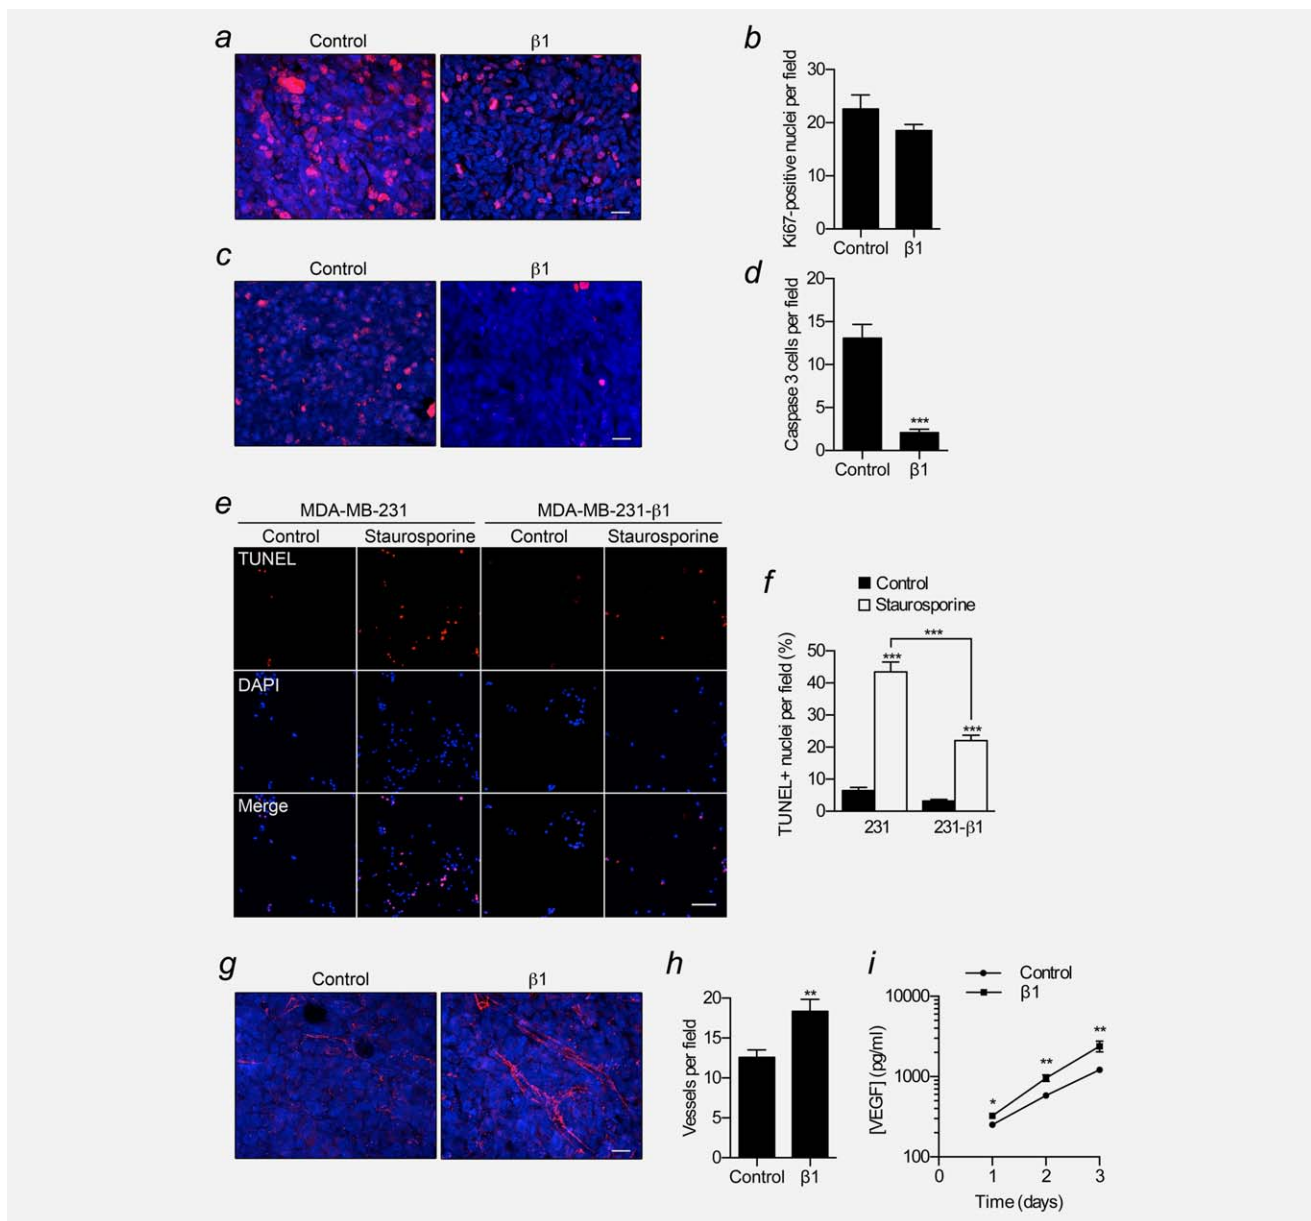 a
Control
β1
b
Ki67-positive nuclei per field
30
20
10
0
Control
β1
c
Control
β1
d
Caspase 3 cells per field
20
15
10
5
0
***
Control
β1
e
MDA-MB-231
MDA-MB-231-β1
Control
Staurosporine
Control
Staurosporine
TUNEL
DAPI
Merge
f
Control
Staurosporine
TUNEL+ nuclei per field (%)
50
40
30
20
10
0
***
***
***
231
231-β1
g
Control
β1
h
Vessels per field
20
15
10
5
0
**
Control
β1
i
Control
β1
[VEGF] (pg/ml)
10000
1000
100
*
**
**
0
1
2
3
Time (days)